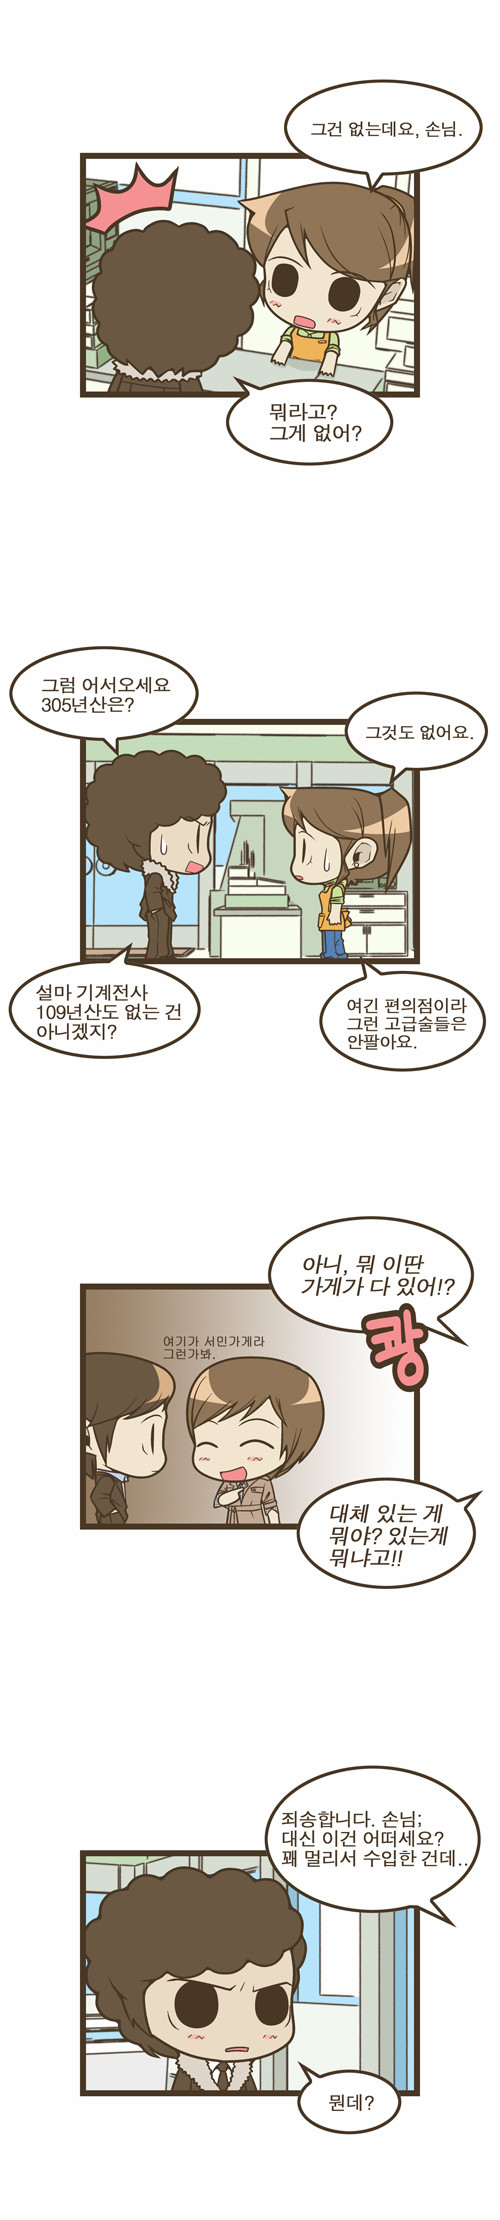 그건 없는데요, 손님.
뭐라고?
그게 없어?
그럼 어서오세요
305년산은?
그것도 없어요.
설마 기계전사
109년산도 없는 건
아니겠지?
여긴 편의점이라
그런 고급술들은
안팔아요.
아니, 뭐 이딴
가게가 다 있어!?
쾅
여기가 서민가게라
그런가봐.
대체 있는 게
뭐야? 있는게
뭐냐고!!
죄송합니다. 손님;
대신 이건 어떠세요?
꽤 멀리서 수입한 건데..
뭔데?